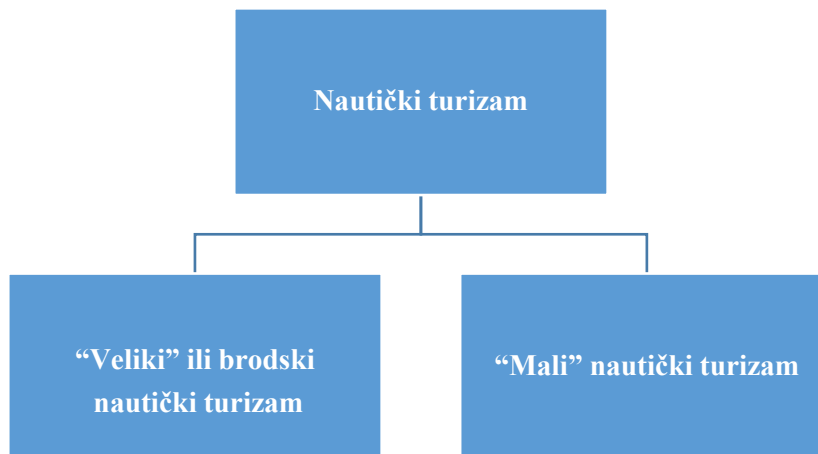 Nautički turizam
“Veliki” ili brodski
nautički turizam
“Mali” nautički turizam